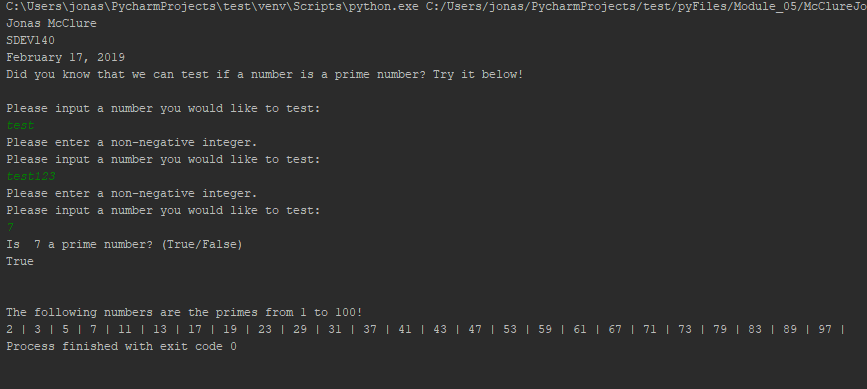 C:\Users\jonas\PycharmProjects\test\venv\Scripts\python.exe C:/Users/jonas/PycharmProjects/test/pyFiles/Module_05/McClureJo
Jonas McClure
SDEV140
February 17, 2019
Did you know that we can test if a number is a prime number? Try it below!
Please input a number you would like to test:
test
Please enter a non-negative integer.
Please input a number you would like to test:
test123
Please enter a non-negative integer.
Please input a number you would like to test:
7
Is  7 a prime number? (True/False)
True
The following numbers are the primes from 1 to 100!
2 | 3 | 5 | 7 | 11 | 13 | 17 | 19 | 23 | 29 | 31 | 37 | 41 | 43 | 47 | 53 | 59 | 61 | 67 | 71 | 73 | 79 | 83 | 89 | 97 |
Process finished with exit code 0